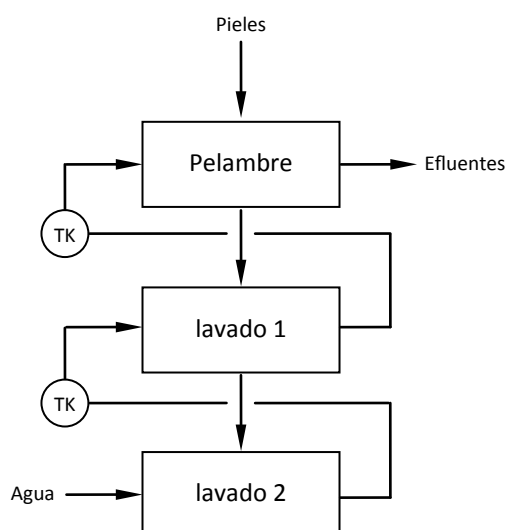 Pieles
Pelambre
Efluentes
TK
lavado 1
TK
Agua
lavado 2